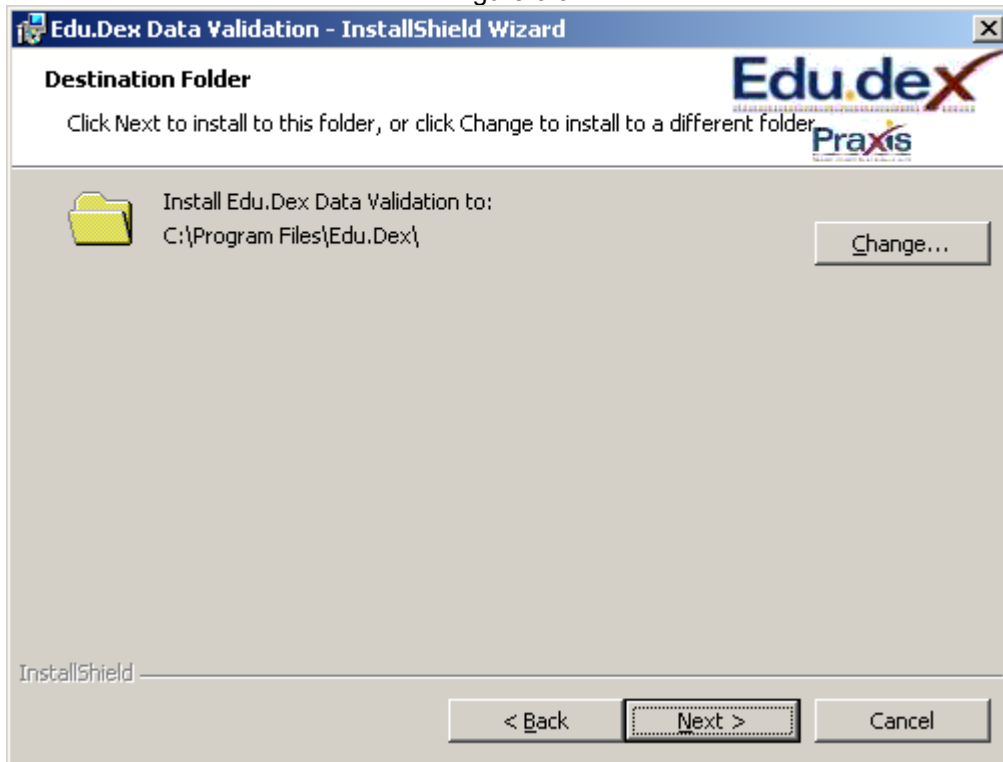 Edu.Dex Data Validation - InstallShield Wizard
Destination Folder
Edu.dex
Click Next to install to this folder, or click Change to install to a different folder
Praxis
Install Edu.Dex Data Validation to:
C:\Program Files\Edu.Dex\
Change...
InstallShield
< Back Next > Cancel